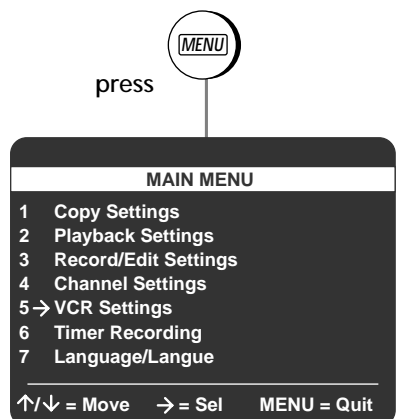 MENU
press
MAIN MENU
1 Copy Settings
2 Playback Settings
3 Record/Edit Settings
4 Channel Settings
5→VCR Settings
6 Timer Recording
7 Language/Langue
↑/↓ = Move →= Sel MENU = Quit